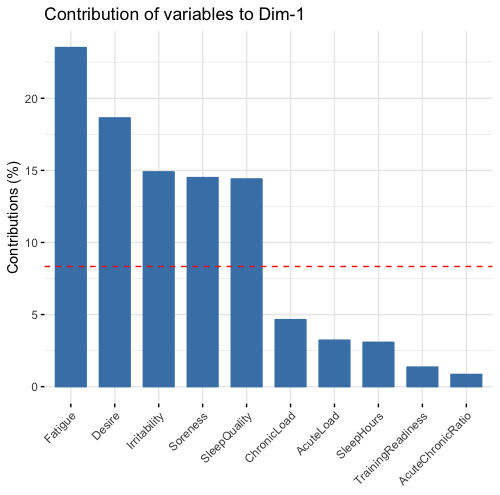 Contribution of variables to Dim-1
Contributions (%)
20
15
10
5
0
Fatigue
Desire
Irritability
Soreness
SleepQuality
ChronicLoad
AcuteLoad
SleepHours
TrainingReadiness
AcuteChronicRatio